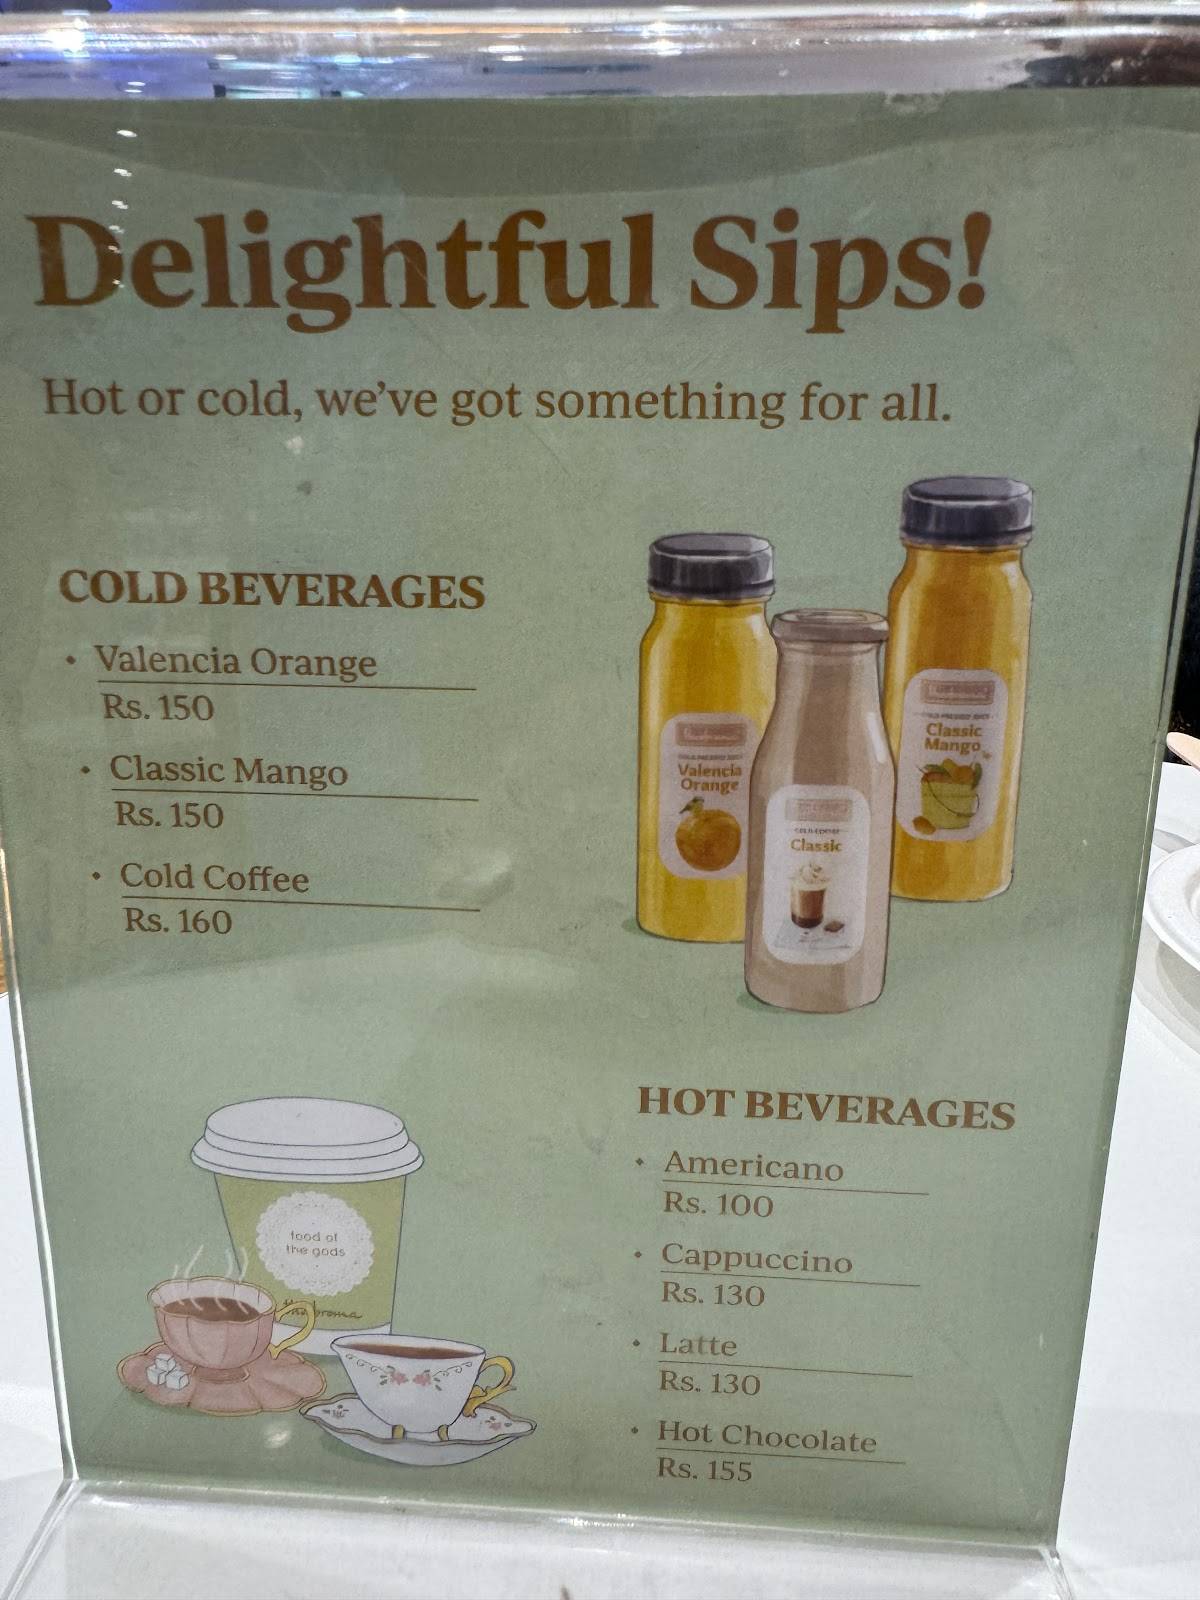 Delightful Sips!
Hot or cold, we've got something for all.
COLD BEVERAGES
• Valencia Orange
Rs. 150
• Classic Mango
Rs. 150
• Cold Coffee
Rs. 160
Valencia
Orange
Classic
Classic
Mango
HOT BEVERAGES
• Americano
Rs. 100
• Cappuccino
Rs. 130
• Latte
Rs. 130
• Hot Chocolate
Rs. 155
food of
the gods